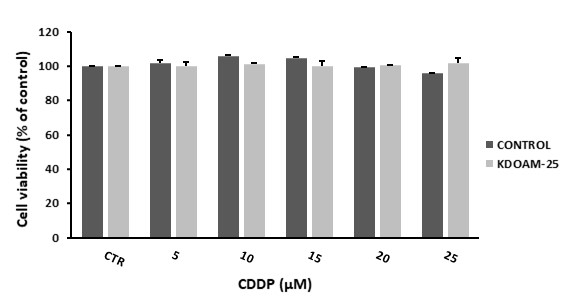 120
100
80
60
40
20
0
Cell viability (% of control)
CTR 5 10 15 20 25
CDDP (μM)
CONTROL
KDOAM-25